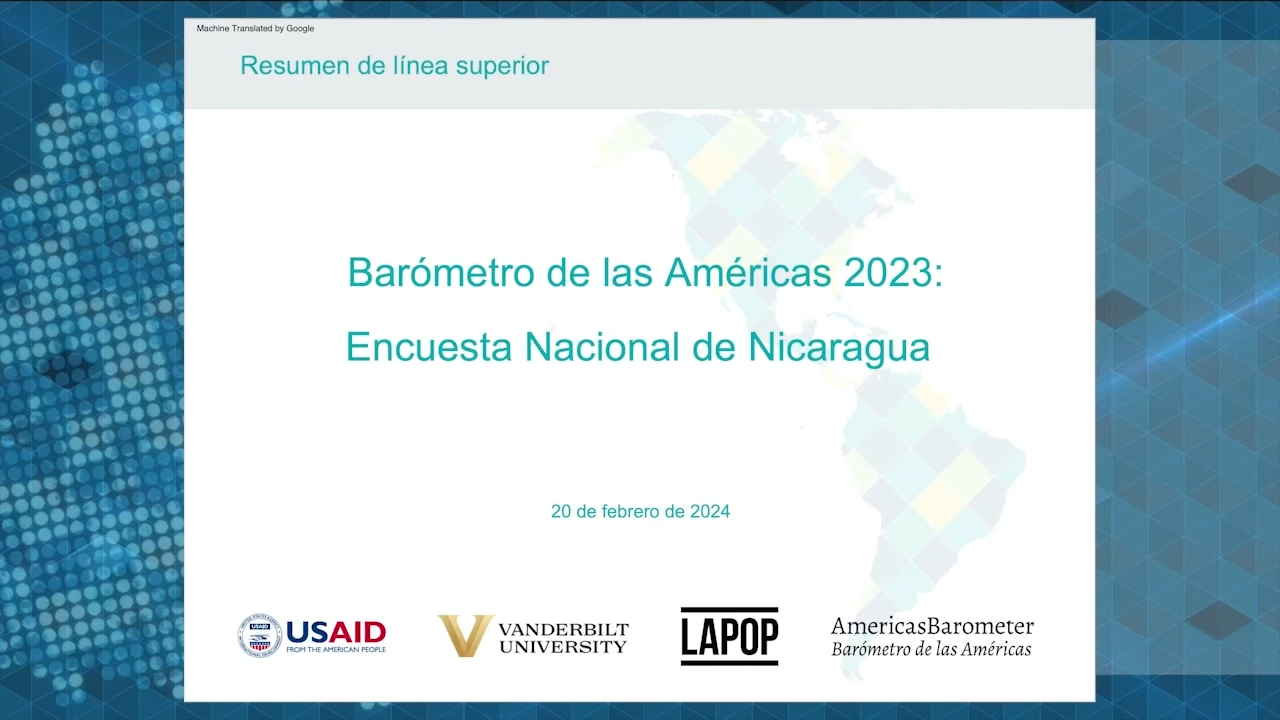 Machine Translated by Google
Resumen de línea superior
Barómetro de las Américas 2023:
Encuesta Nacional de Nicaragua
20 de febrero de 2024
USAID
FROM THE AMERICAN PEOPLE
VANDERBILT
UNIVERSITY
LAPOP
AmericasBarometer
Barómetro de las Américas